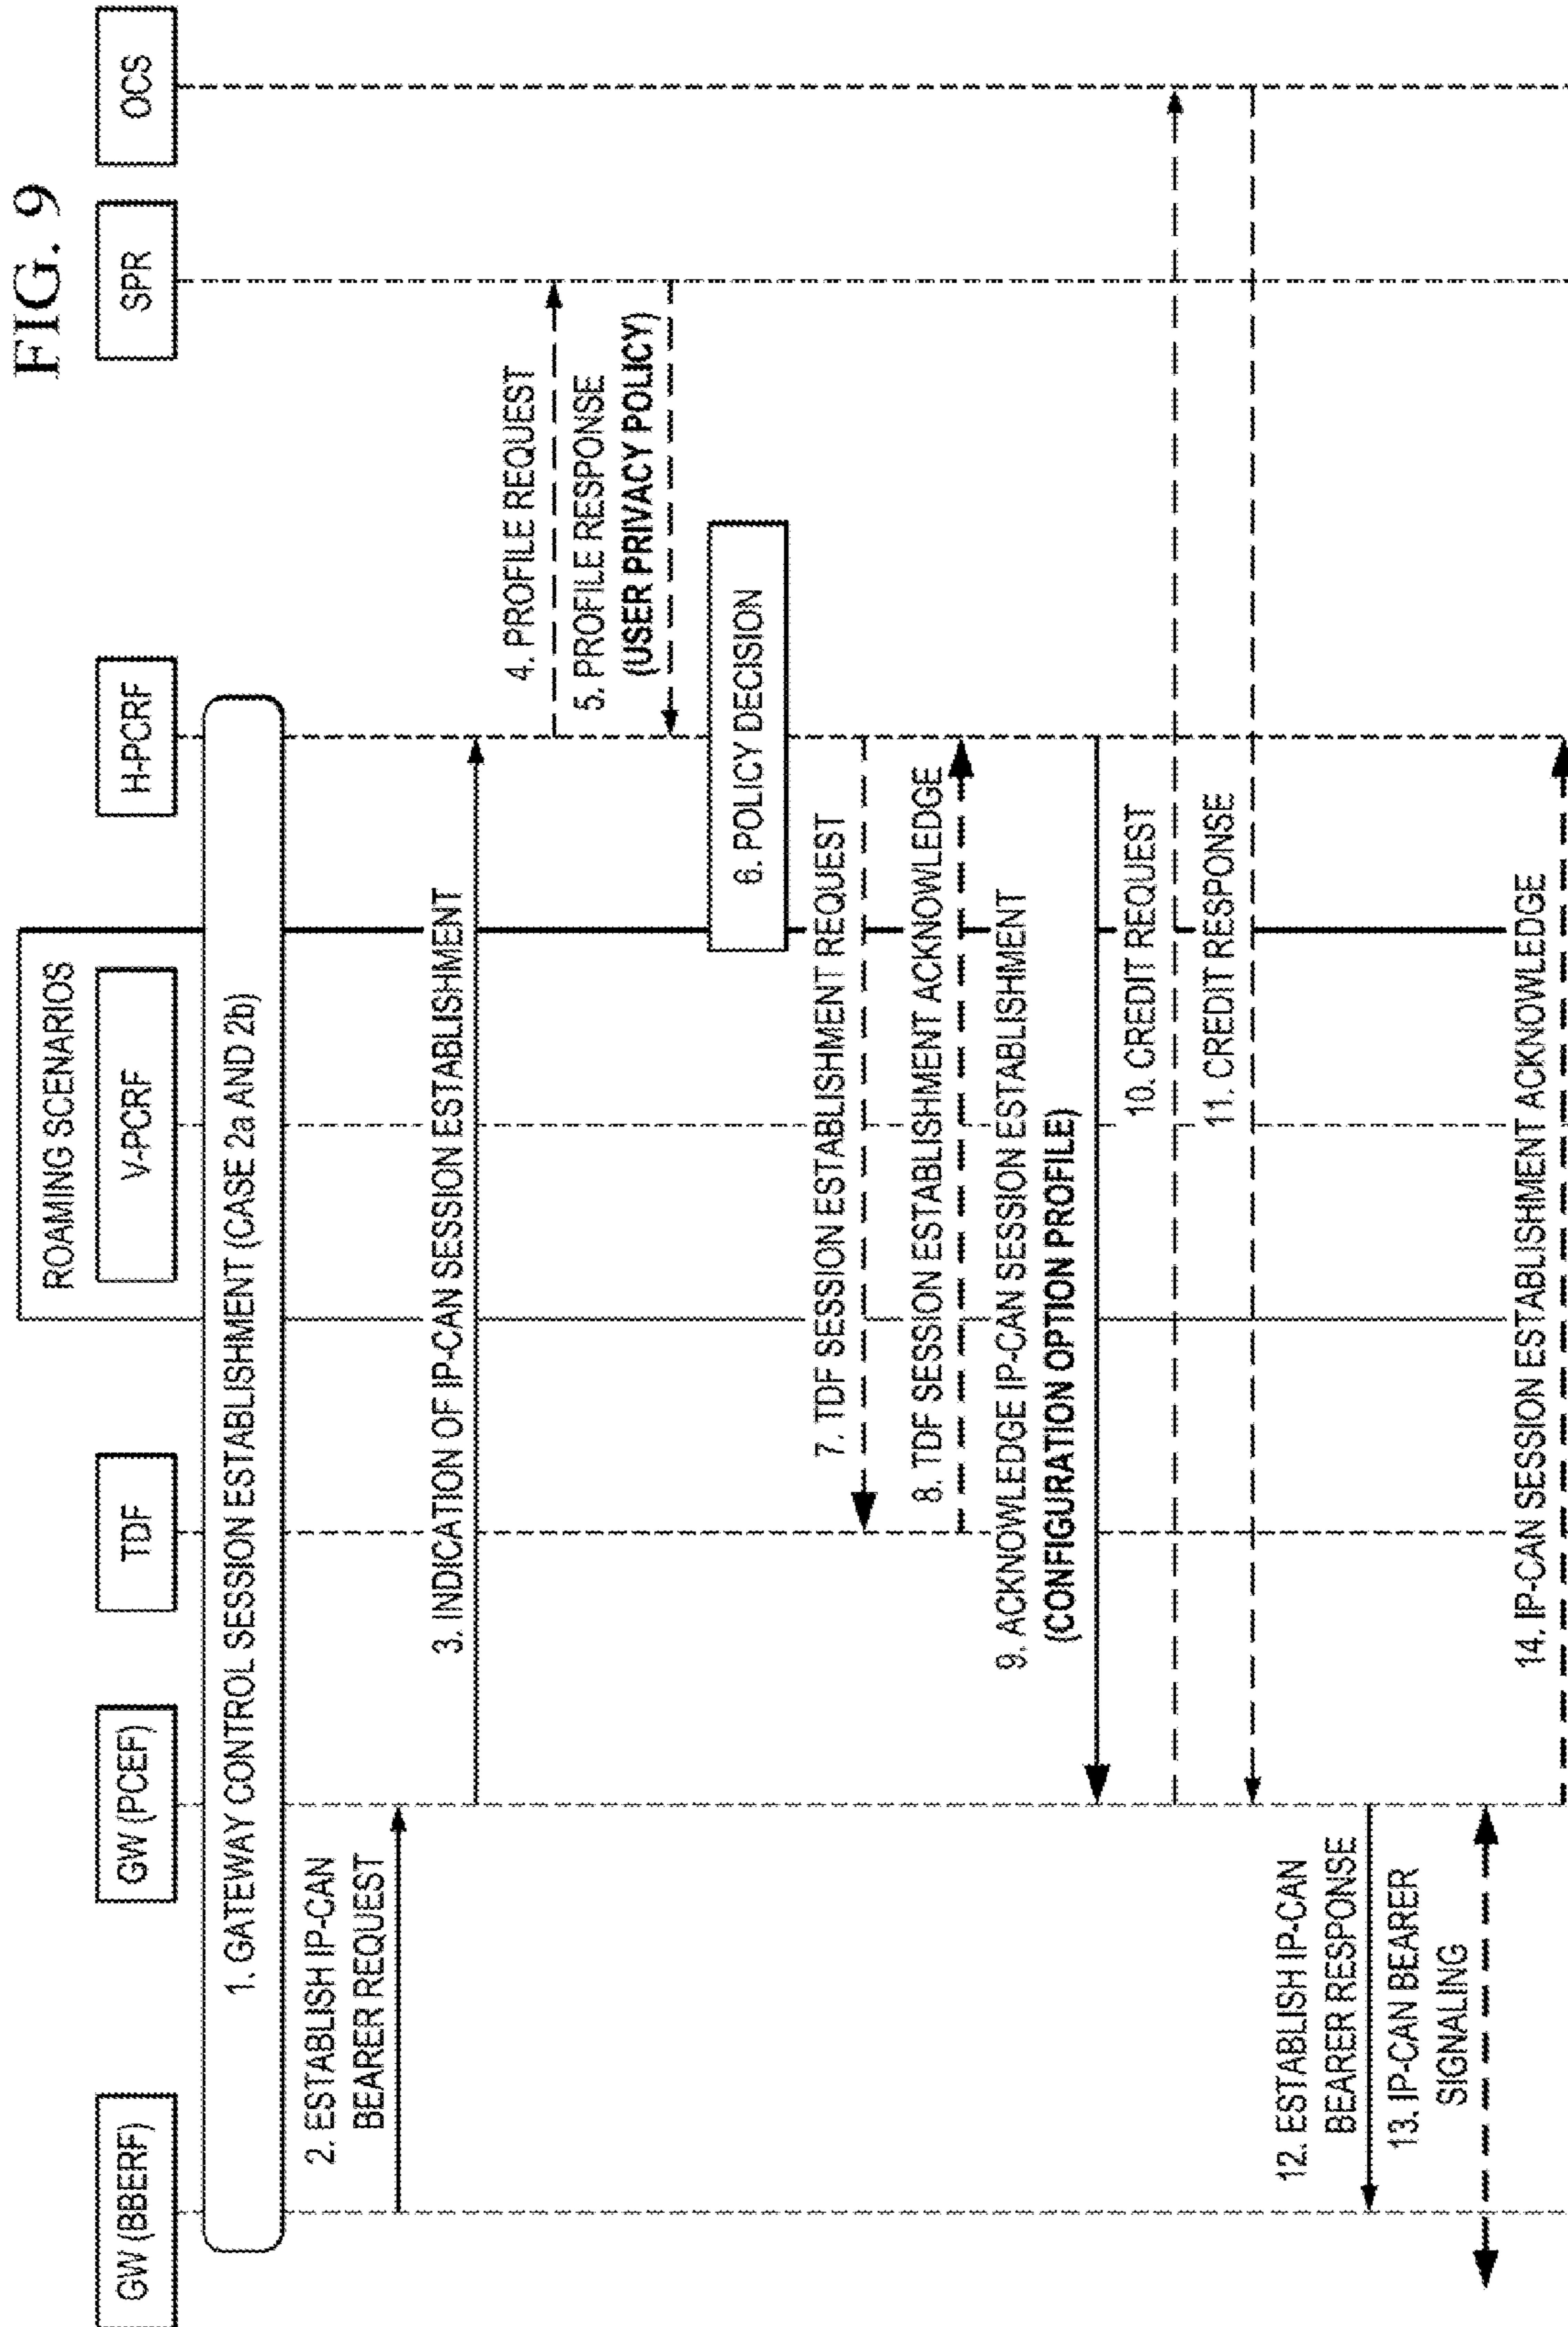 FIG. 9
ROAMING SCENARIOS
GW (BBERF)
GW (PCEF)
TDF
V-PCRF
H-PCRF
SPR
OCS
1. GATEWAY CONTROL SESSION ESTABLISHMENT (CASE 2a AND 2b)
2. ESTABLISH IP-CAN
BEARER REQUEST
3. INDICATION OF IP-CAN SESSION ESTABLISHMENT
4. PROFILE REQUEST
5. PROFILE RESPONSE
(USER PRIVACY POLICY)
6. POLICY DECISION
7. TDF SESSION ESTABLISHMENT REQUEST
8. TDF SESSION ESTABLISHMENT ACKNOWLEDGE
9. ACKNOWLEDGE IP-CAN SESSION ESTABLISHMENT
(CONFIGURATION OPTION PROFILE)
10. CREDIT REQUEST
11. CREDIT RESPONSE
12. ESTABLISH IP-CAN
BEARER RESPONSE
13. IP-CAN BEARER
SIGNALING
14. IP-CAN SESSION ESTABLISHMENT ACKNOWLEDGE